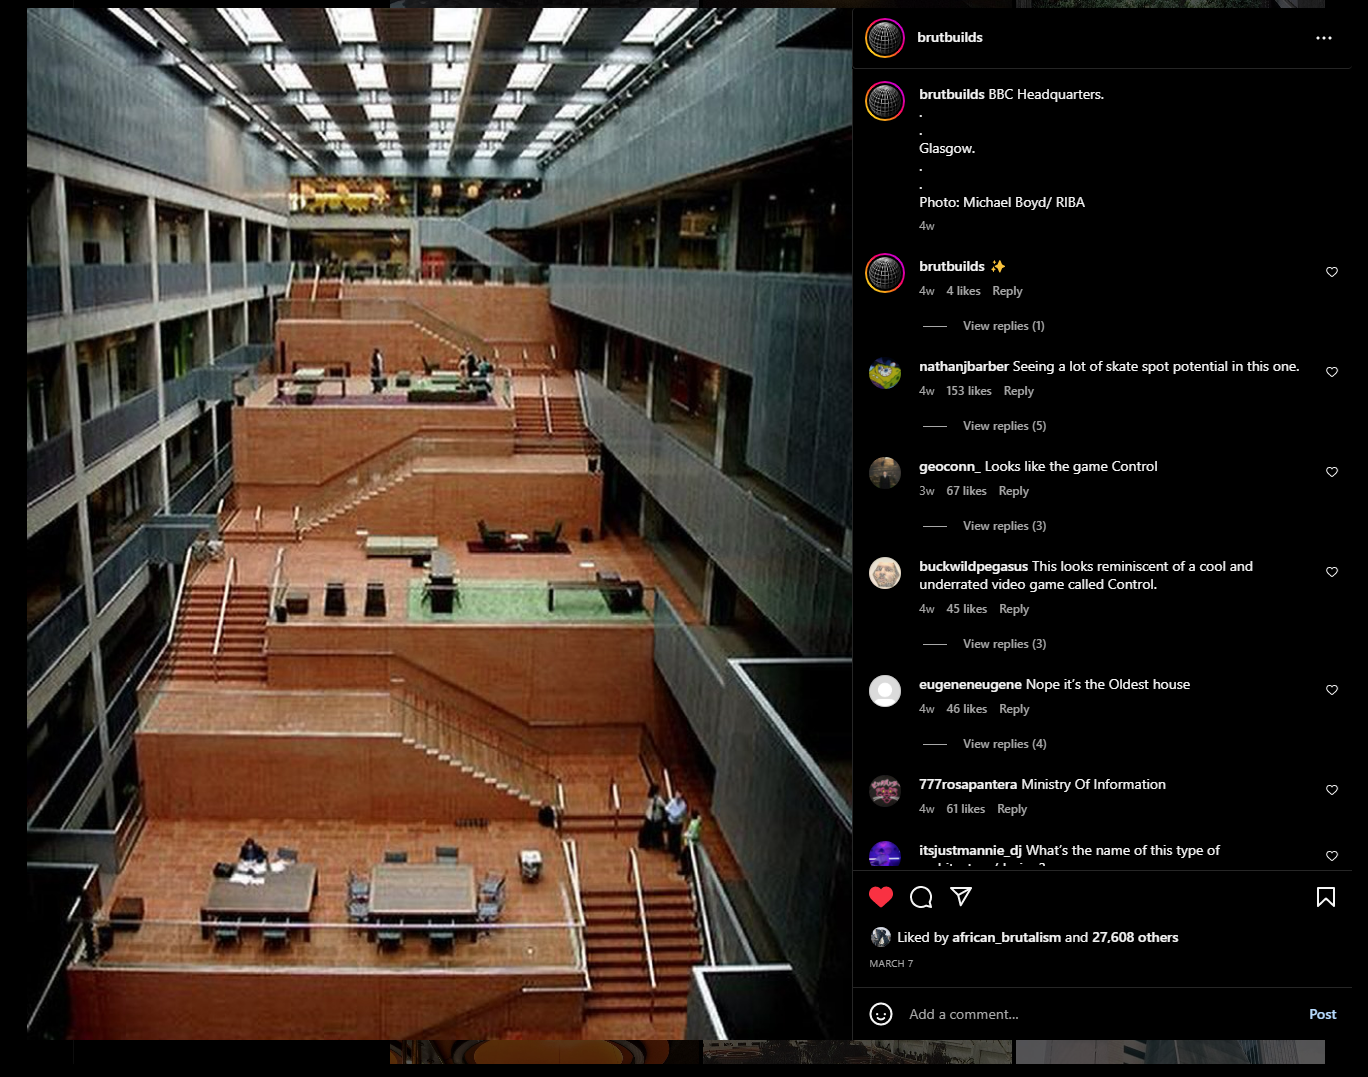 brutbuilds
brutbuilds BBC Headquarters.
.
.
Glasgow.
.
.
Photo: Michael Boyd/ RIBA
4w
brutbuilds ✨
4w 4 likes Reply
View replies (1)
nathanjbarber Seeing a lot of skate spot potential in this one.
4w 153 likes Reply
View replies (5)
geoconn_ Looks like the game Control
3w 67 likes Reply
View replies (3)
buckwildpegasus This looks reminiscent of a cool and
underrated video game called Control.
4w 45 likes Reply
View replies (3)
eugeneneugene Nope it’s the Oldest house
4w 46 likes Reply
View replies (4)
777rosapantera Ministry Of Information
4w 61 likes Reply
itsjustmannie_dj What’s the name of this type of
Liked by african_brutalism and 27,608 others
MARCH 7
Add a comment...
Post